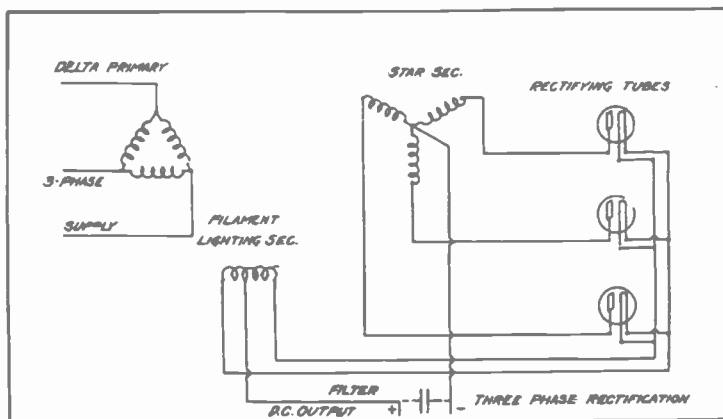 DELTA PRIMARY
STAR SEC.
RECTIFYING TUBES
3-PHASE
SUPPLY
FILAMENT
LIGHTING SEC.
FILTER
D.C. OUTPUT
+
-
THREE PHASE RECTIFICATION